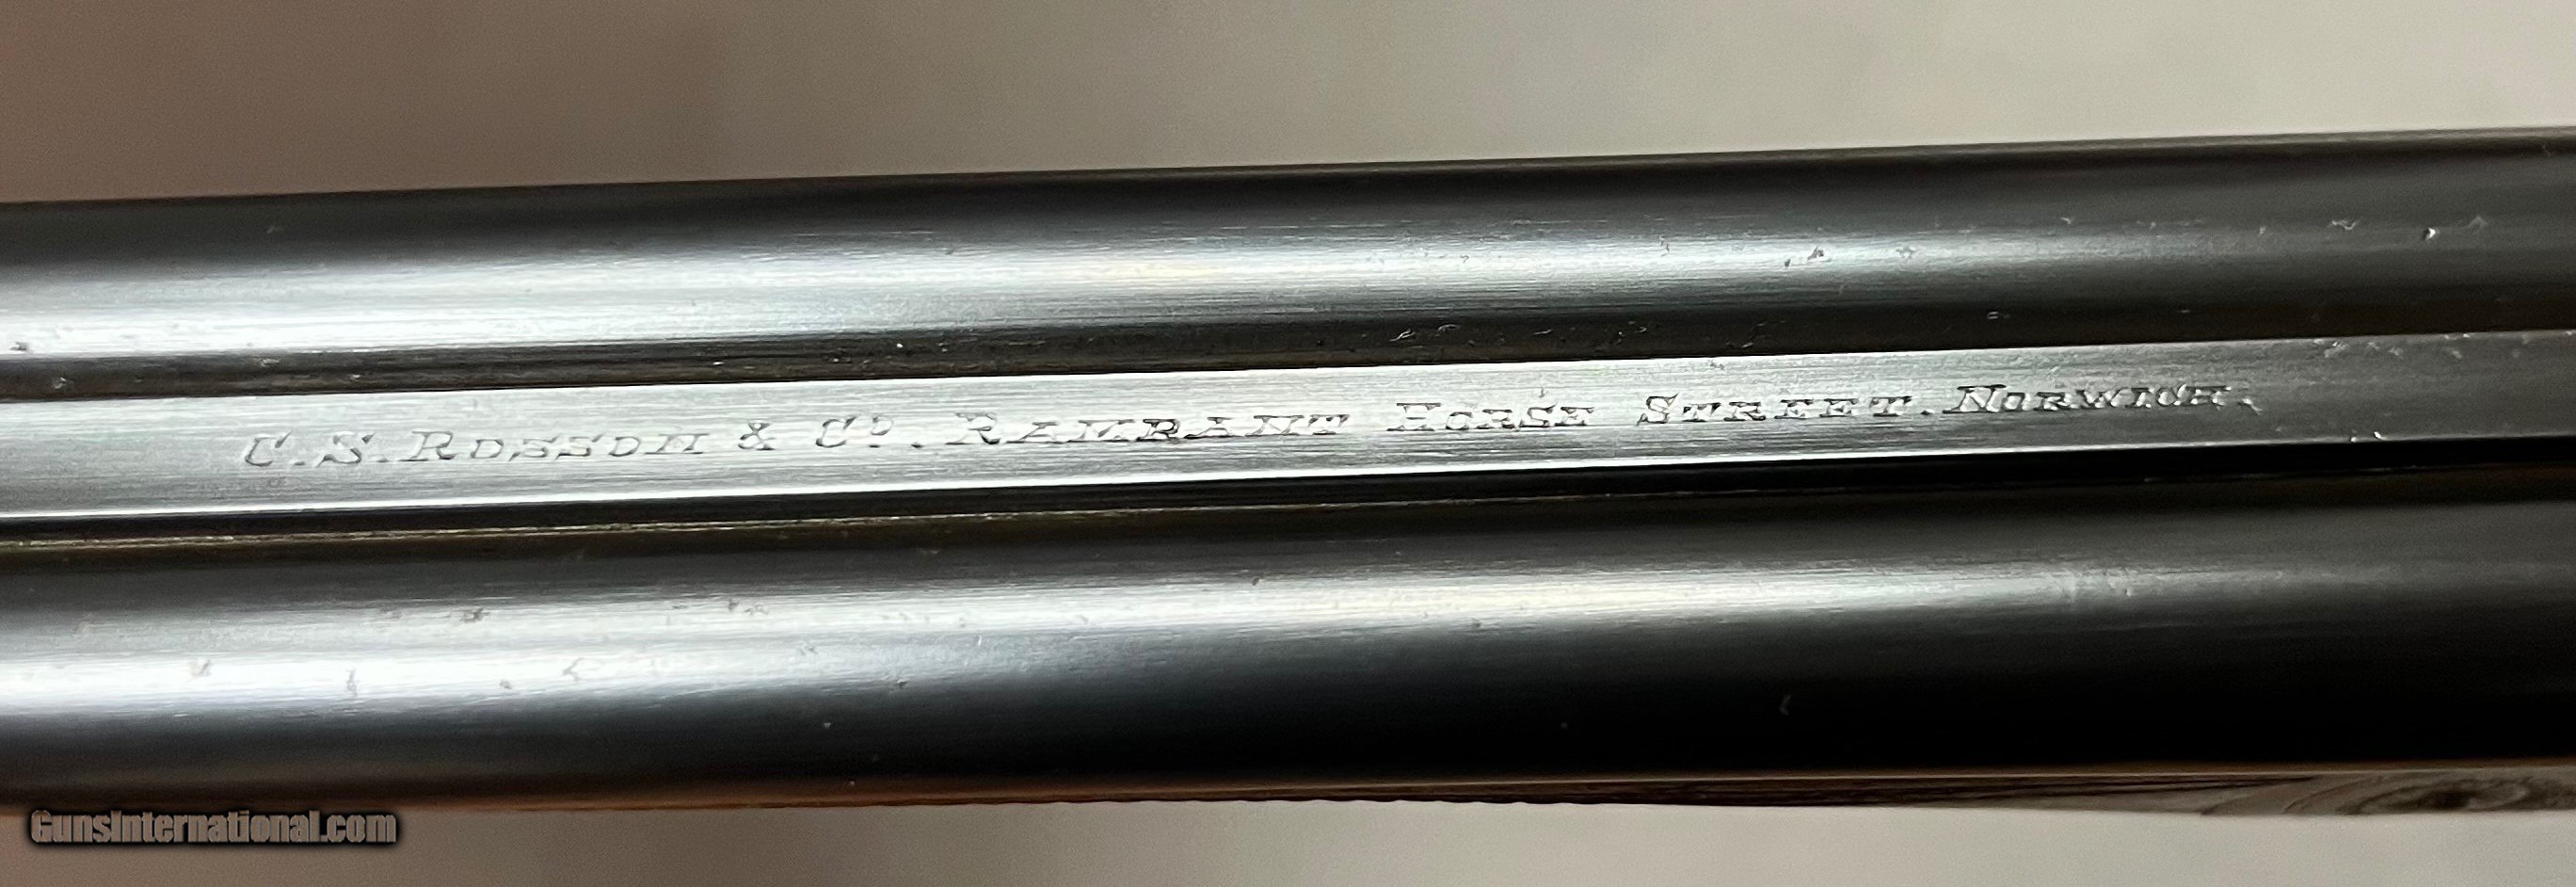 C. S. ROSSON & Co. RAMPANT HORSE STREET. NORWICH.
GunsInternational.com